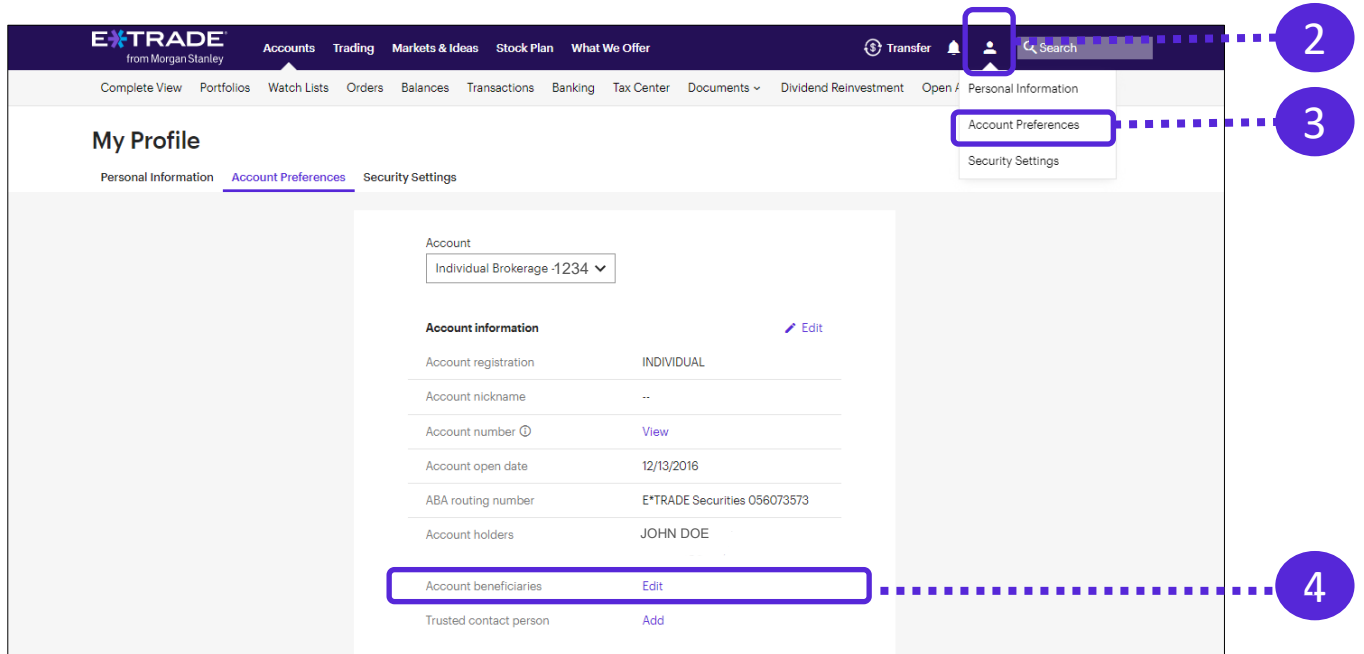 E*TRADE
from Morgan Stanley
Accounts Trading Markets & Ideas Stock Plan What We Offer Transfer Search
2
Complete View Portfolios Watch Lists Orders Balances Transactions Banking Tax Center Documents Dividend Reinvestment Open
Personal Information
Account Preferences
3
Security Settings
My Profile
Personal Information Account Preferences Security Settings
Account
Individual Brokerage -1234
Account information Edit
Account registration INDIVIDUAL
Account nickname --
Account number View
Account open date 12/13/2016
ABA routing number E*TRADE Securities 056073573
Account holders JOHN DOE
Account beneficiaries Edit
4
Trusted contact person Add